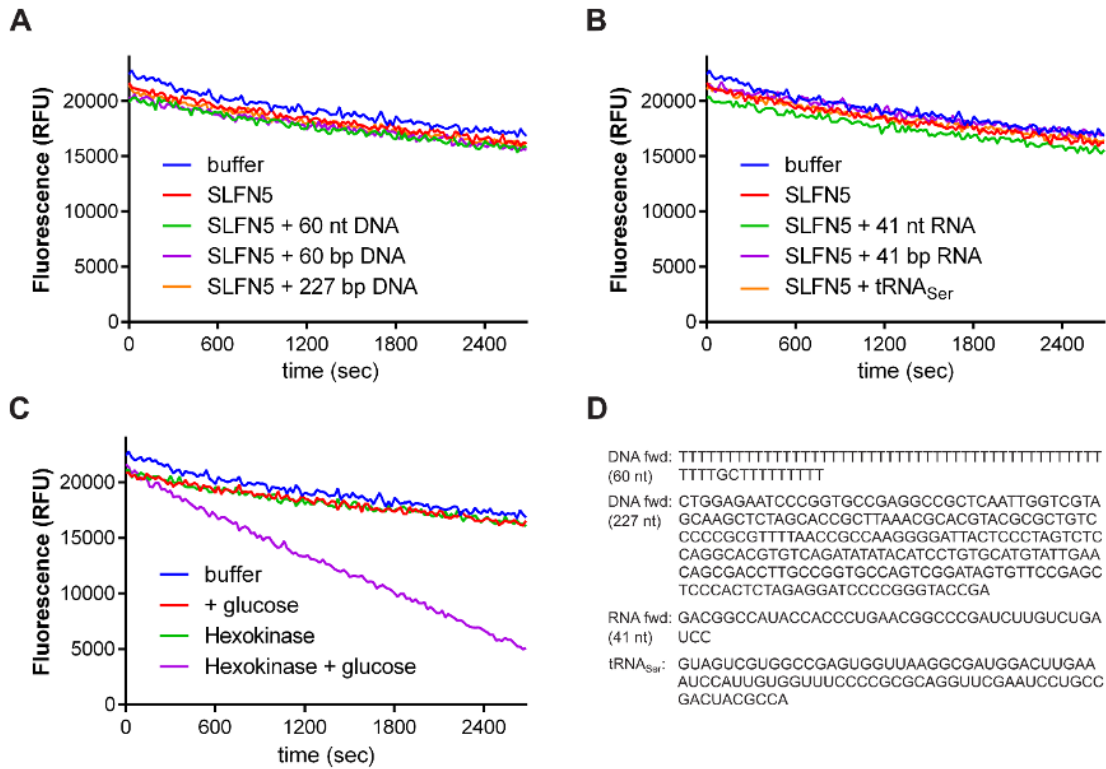 A
Fluorescence (RFU)
20000
15000
10000
5000
0
0 600 1200 1800 2400
time (sec)
buffer
SLFN5
SLFN5 + 60 nt DNA
SLFN5 + 60 bp DNA
SLFN5 + 227 bp DNA
B
Fluorescence (RFU)
20000
15000
10000
5000
0
0 600 1200 1800 2400
time (sec)
buffer
SLFN5
SLFN5 + 41 nt RNA
SLFN5 + 41 bp RNA
SLFN5 + tRNASer
C
Fluorescence (RFU)
20000
15000
10000
5000
0
0 600 1200 1800 2400
time (sec)
buffer
+ glucose
Hexokinase
Hexokinase + glucose
D
DNA fwd: TTTTTTTTTTTTTTTTTTTTTTTTTTTTTTTTTTTTTTTTTTTT
(60 nt) TTTTTGCTTTTTTTTT
DNA fwd: CTGGAGAATCCCGGTGCCGAGGCCGCTCAATTGGTCGTA
(227 nt) GCAAGCTCTAGCACCGCTTAAACGCACGTACGCGCTGTC
CCCCGCGTTTTAACCGCCAAGGGGATTACTCCCTAGTCTC
CAGGCACGTGTCAGATATATACATCCTGTGCATGTATTGAA
CAGCGACCTTGCCGGTGCCAGTCGGATAGTGTTCCGAGC
TCCCACTCTAGAGGATCCCCGGGTACCGA
RNA fwd: GACGGCCAUACCACCCUGAACGGCCCGAUCUUGUCUGA
(41 nt) UCC
tRNASer: GUAGUCGUGGCCGAGUGGUUAAGGCGAUGGACUUGAA
AUCCAUUGUGGUUUCCCCGCGCAGGUUCGAAUCCUGCC
GACUACGCCA